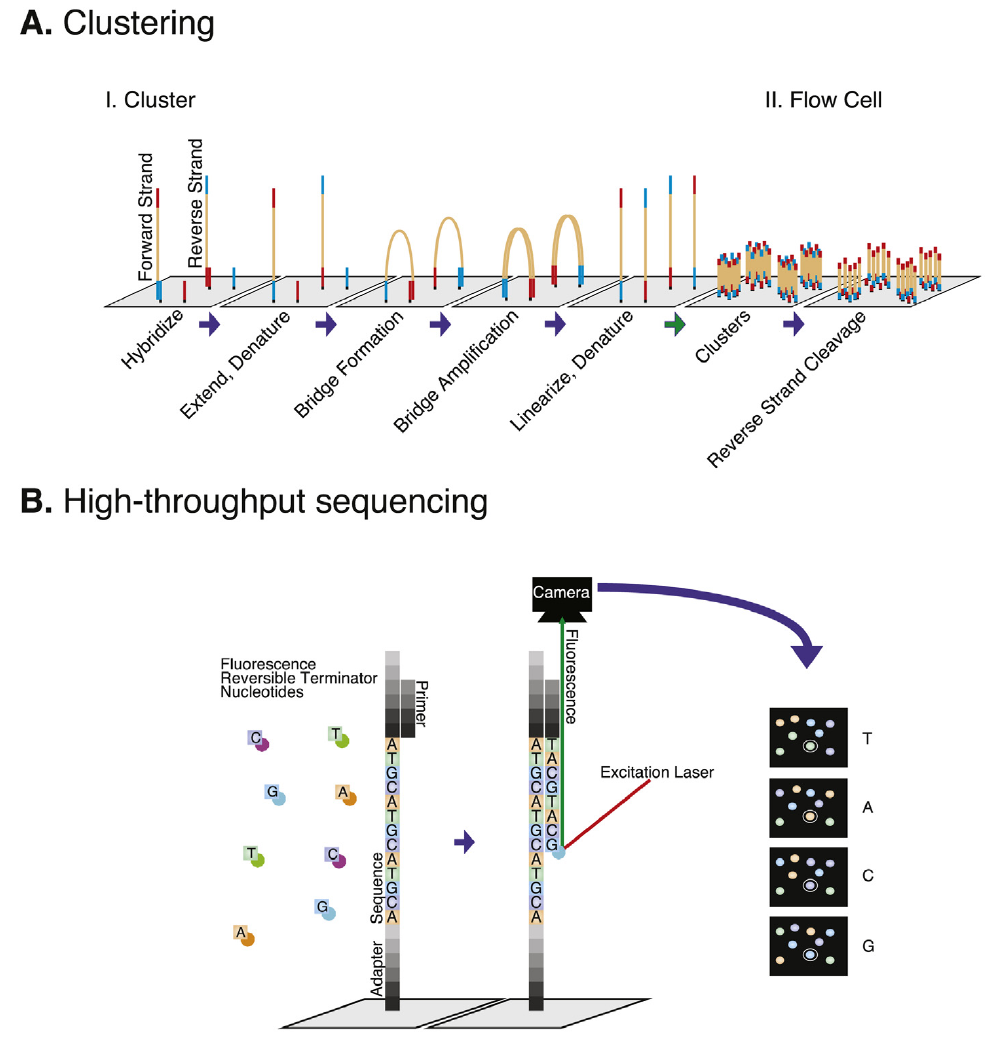 A. Clustering
I. Cluster
II. Flow Cell
Forward Strand
Reverse Strand
Hybridize
Extend, Denature
Bridge Formation
Bridge Amplification
Linearize, Denature
Clusters
Reverse Strand Cleavage
B. High-throughput sequencing
Camera
Fluorescence
Fluorescence
Reversible Terminator
Nucleotides
Primer
C
T
G
A
T
C
G
A
A
T
G
C
A
T
G
C
A
T
G
C
A
Sequence
Adapter
A
T
G
C
A
T
G
C
A
T
G
C
A
T
A
C
G
T
A
C
G
Excitation Laser
T
A
C
G